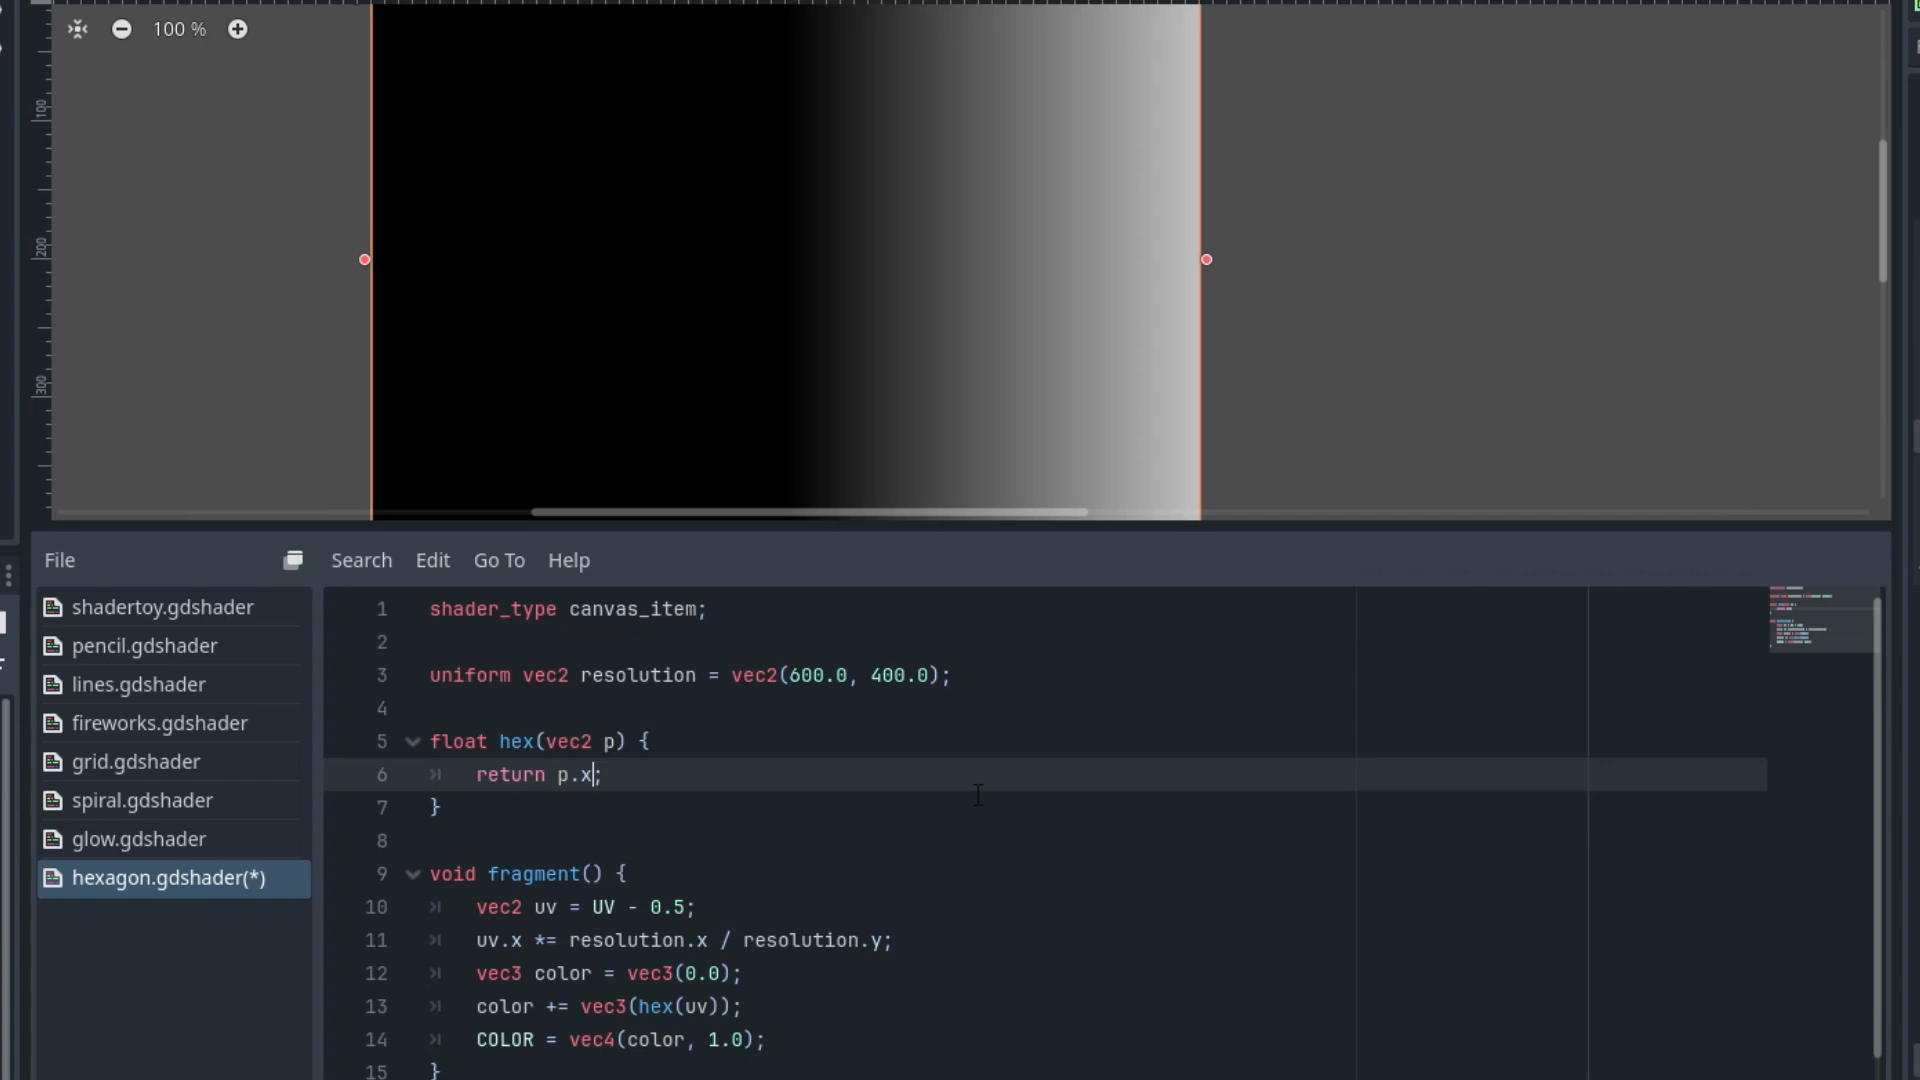 100 %
100
200
300
File
Search Edit Go To Help
shadertoy.gdshader
pencil.gdshader
lines.gdshader
fireworks.gdshader
grid.gdshader
spiral.gdshader
glow.gdshader
hexagon.gdshader(*)
1 shader_type canvas_item;
2
3 uniform vec2 resolution = vec2(600.0, 400.0);
4
5 float hex(vec2 p) {
6 return p.x;
7 }
8
9 void fragment() {
10 vec2 uv = UV - 0.5;
11 uv.x *= resolution.x / resolution.y;
12 vec3 color = vec3(0.0);
13 color += vec3(hex(uv));
14 COLOR = vec4(color, 1.0);
15 }